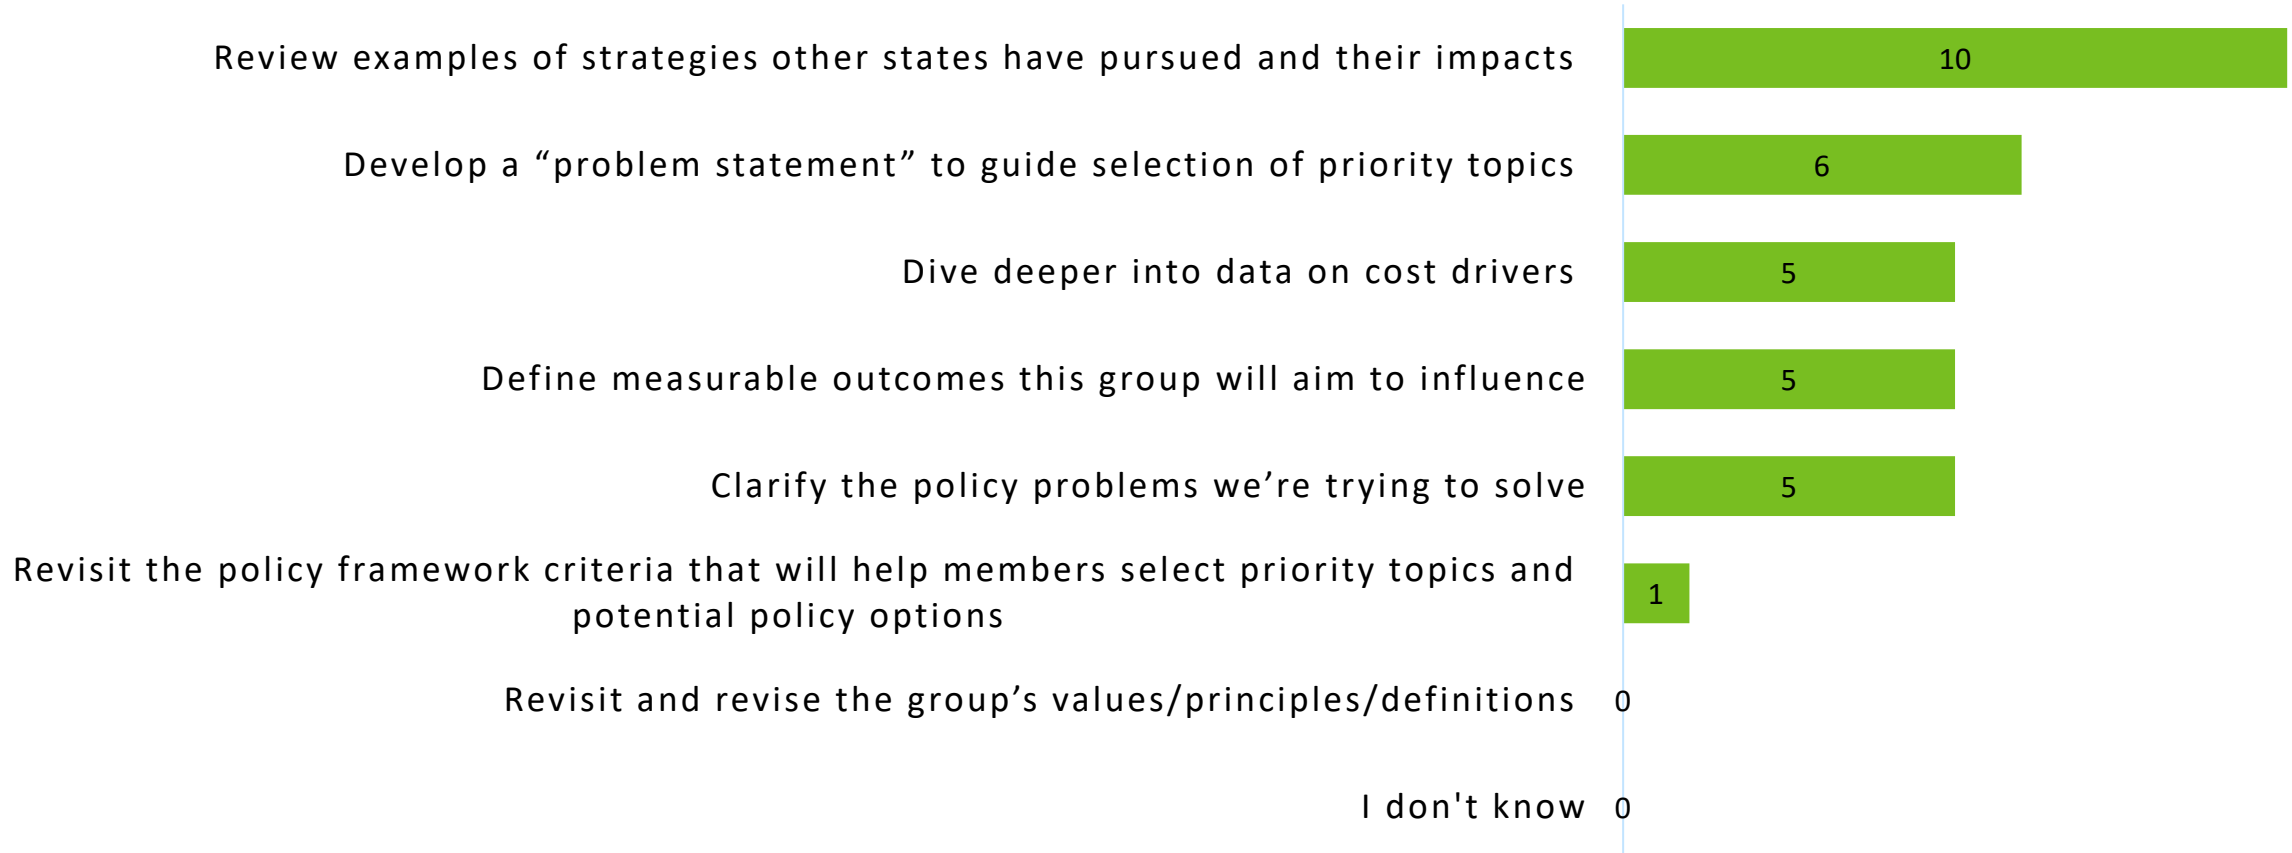 Review examples of strategies other states have pursued and their impacts 10
Develop a “problem statement” to guide selection of priority topics 6
Dive deeper into data on cost drivers 5
Define measurable outcomes this group will aim to influence 5
Clarify the policy problems we’re trying to solve 5
Revisit the policy framework criteria that will help members select priority topics and
potential policy options 1
Revisit and revise the group’s values/principles/definitions 0
I don't know 0